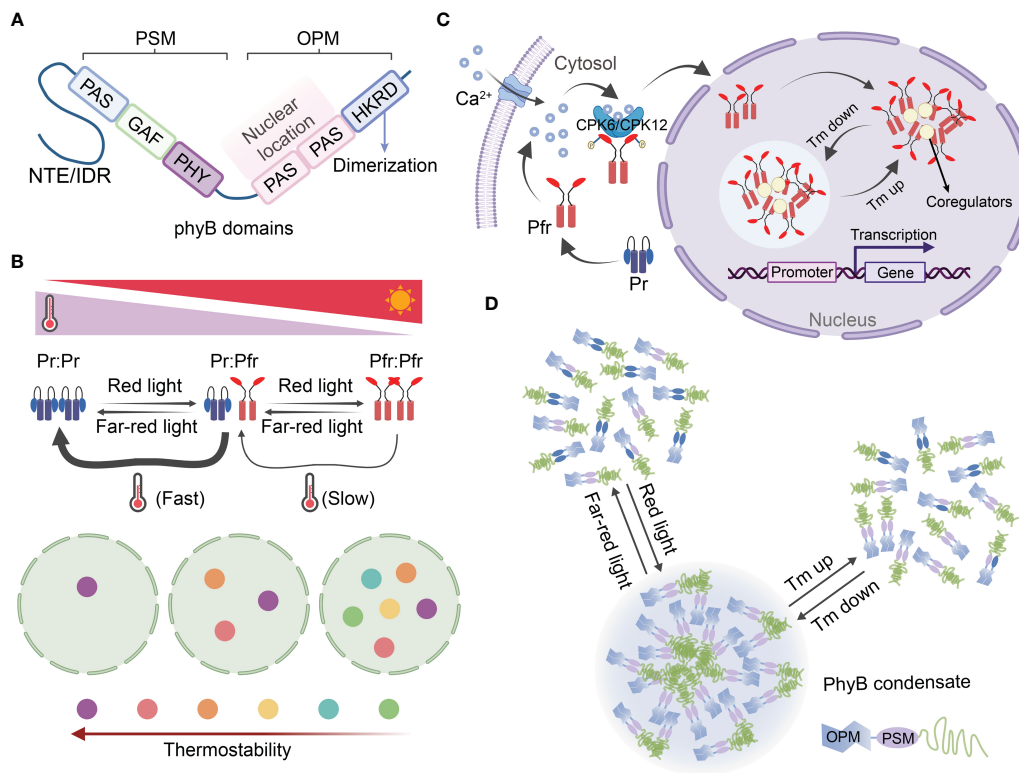 A
PSM
OPM
PAS
GAF
PHY
Nuclear
location
PAS
PAS
HKRD
NTE/IDR
Dimerization
phyB domains
B
Pr:Pr
Pr:Pfr
Pfr:Pfr
Red light
Red light
Far-red light
Far-red light
(Fast)
(Slow)
Thermostability
C
Cytosol
Ca2+
CPK6/CPK12
P
P
Pfr
Pr
Tm down
Tm up
Coregulators
Transcription
Promoter
Gene
Nucleus
D
Far-red light
Red light
Tm up
Tm down
PhyB condensate
OPM
PSM